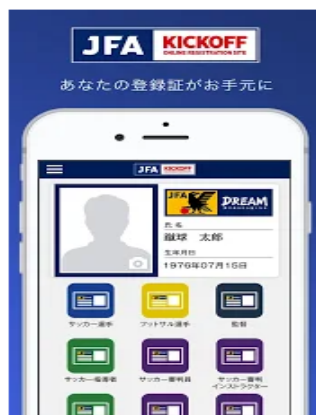 JFA KICKOFF
ONLINE REGISTRATION SITE
あなたの登録証がお手元に
JFA KICKOFF
JFA
DREAM
氏名
蹴球 太郎
生年月日
1976年07月15日
サッカー選手
フットサル選手
監督
サッカー指導者
サッカー審判員
サッカー審判
インストラクター